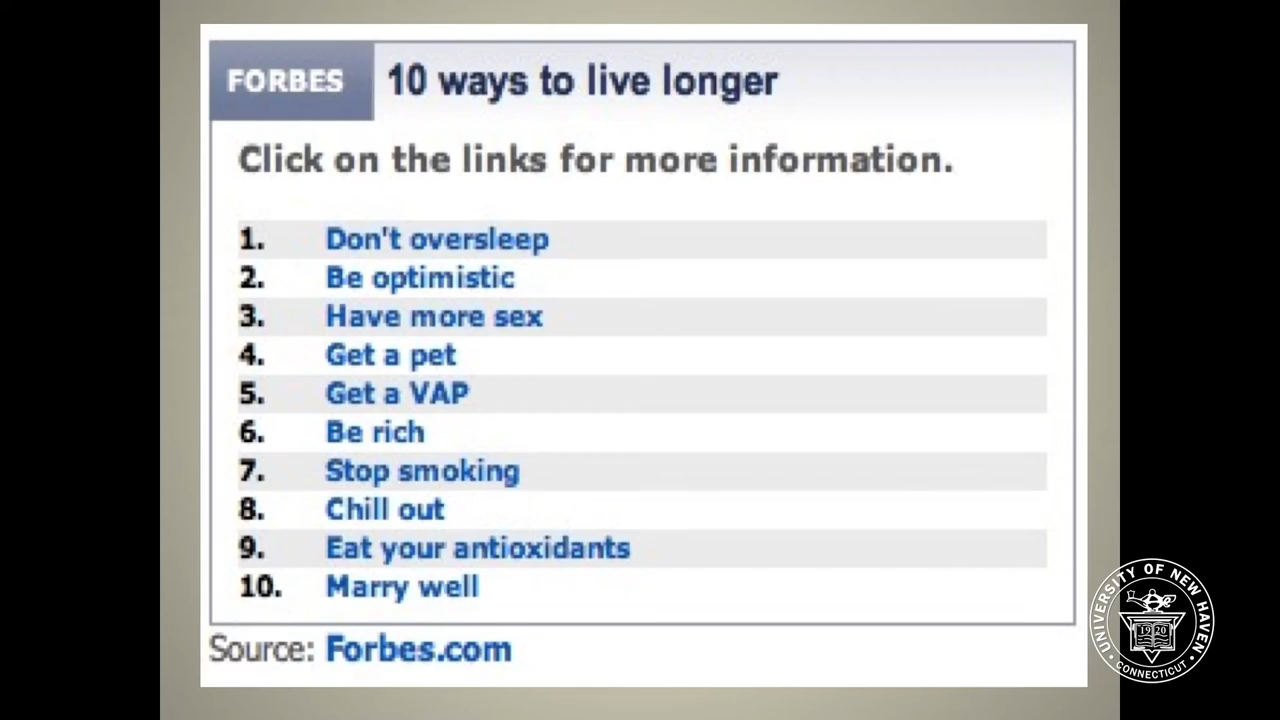 FORBES 10 ways to live longer
Click on the links for more information.
1. Don't oversleep
2. Be optimistic
3. Have more sex
4. Get a pet
5. Get a VAP
6. Be rich
7. Stop smoking
8. Chill out
9. Eat your antioxidants
10. Marry well
Source: Forbes.com
UNIVERSITY OF NEW HAVEN
1920
CONNECTICUT